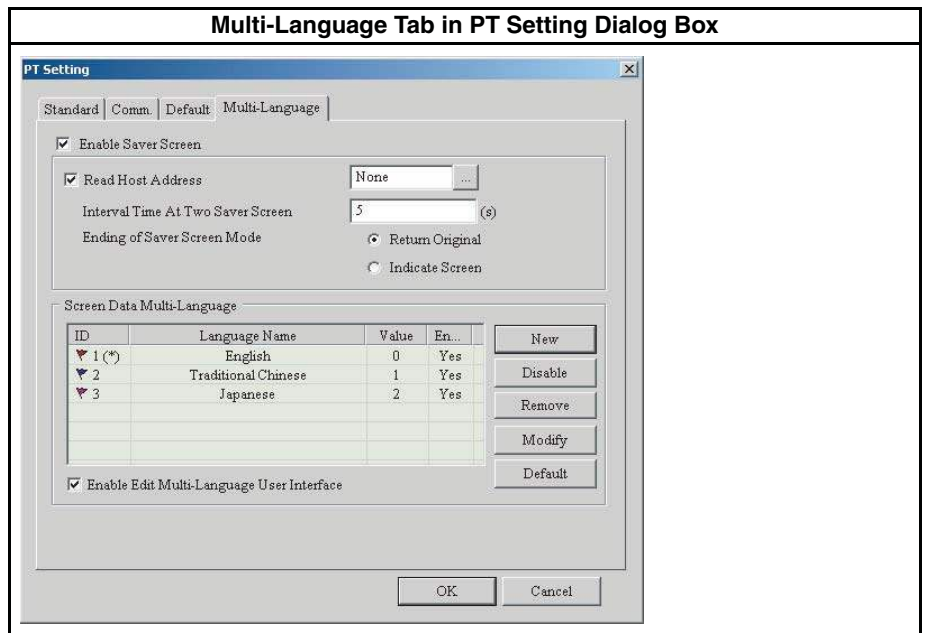 Multi-Language Tab in PT Setting Dialog Box
PT Setting
Standard Comm. Default Multi-Language
Enable Saver Screen
Read Host Address None ...
Interval Time At Two Saver Screen 5 (s)
Ending of Saver Screen Mode Return Original
Indicate Screen
Screen Data Multi-Language
ID Language Name Value En... New
1 (*) English 0 Yes
2 Traditional Chinese 1 Yes Disable
3 Japanese 2 Yes
Remove
Modify
Default
Enable Edit Multi-Language User Interface
OK Cancel